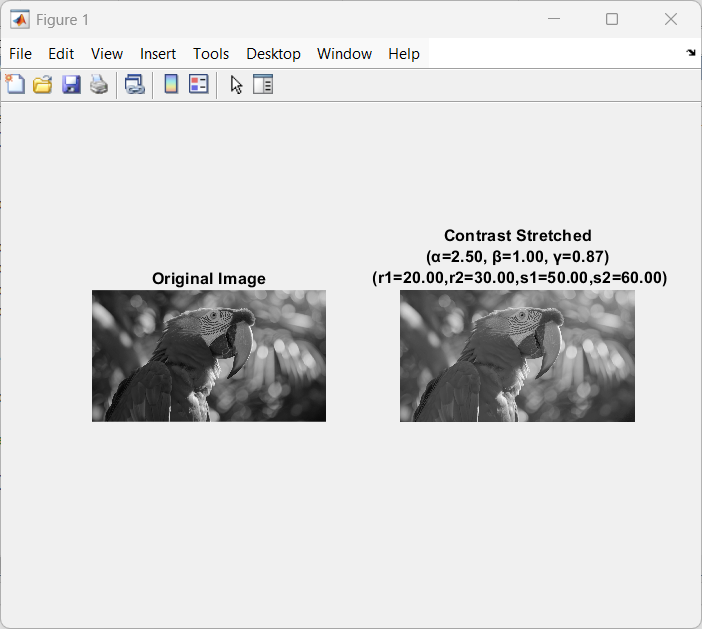 Figure 1
File Edit View Insert Tools Desktop Window Help
Original Image
Contrast Stretched
(α=2.50, β=1.00, γ=0.87)
(r1=20.00,r2=30.00,s1=50.00,s2=60.00)